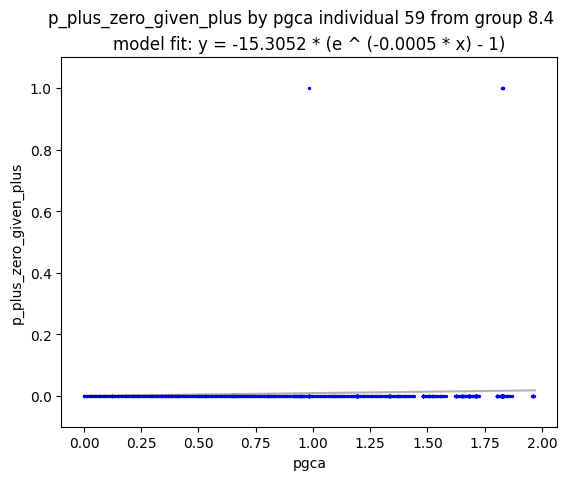 p_plus_zero_given_plus by pgca individual 59 from group 8.4
model fit: y = -15.3052 * (e ^ (-0.0005 * x) - 1)
1.0
0.8
0.6
0.4
0.2
0.0
p_plus_zero_given_plus
0.00 0.25 0.50 0.75 1.00 1.25 1.50 1.75 2.00
pgca